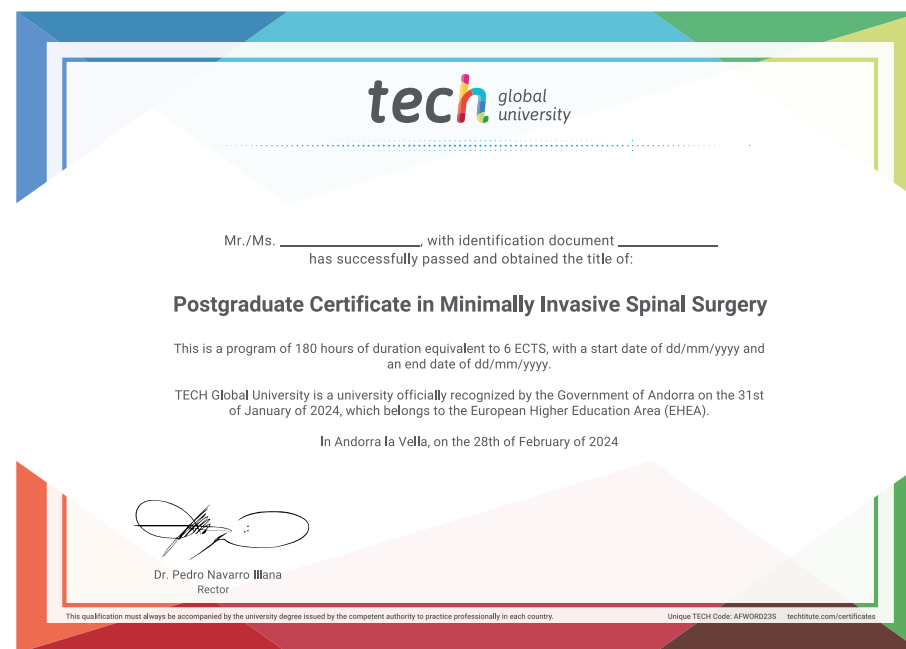 tech global university
Mr./Ms. ____________________, with identification document ______________
has successfully passed and obtained the title of:
Postgraduate Certificate in Minimally Invasive Spinal Surgery
This is a program of 180 hours of duration equivalent to 6 ECTS, with a start date of dd/mm/yyyy and
an end date of dd/mm/yyyy.
TECH Global University is a university officially recognized by the Government of Andorra on the 31st
of January of 2024, which belongs to the European Higher Education Area (EHEA).
In Andorra la Vella, on the 28th of February of 2024
Dr. Pedro Navarro Illana
Rector
This qualification must always be accompanied by the university degree issued by the competent authority to practice professionally in each country.
Unique TECH Code: AFWORD23S techtitute.com/certificates